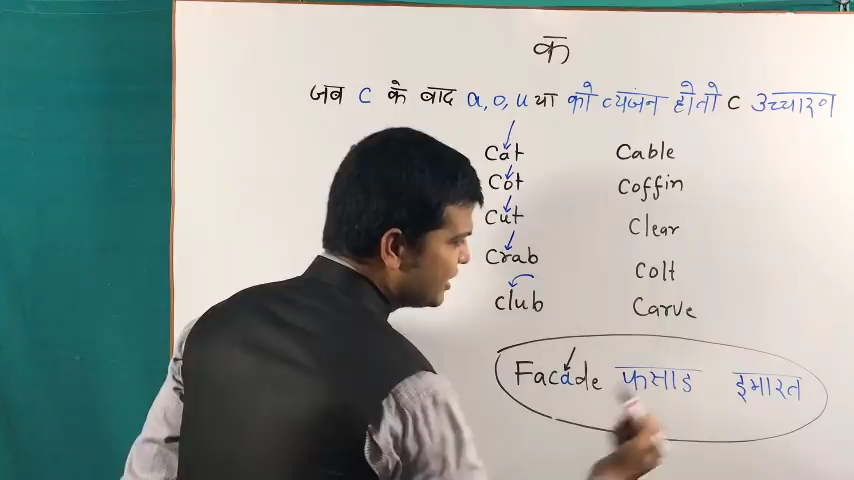 क
जब C के बाद a, o, u या को व्यंजन हो तो C उच्चारण
Cat Cable
Cot Coffin
Cut Clear
Crab Colt
club Carve
Facade फसाड इमारत